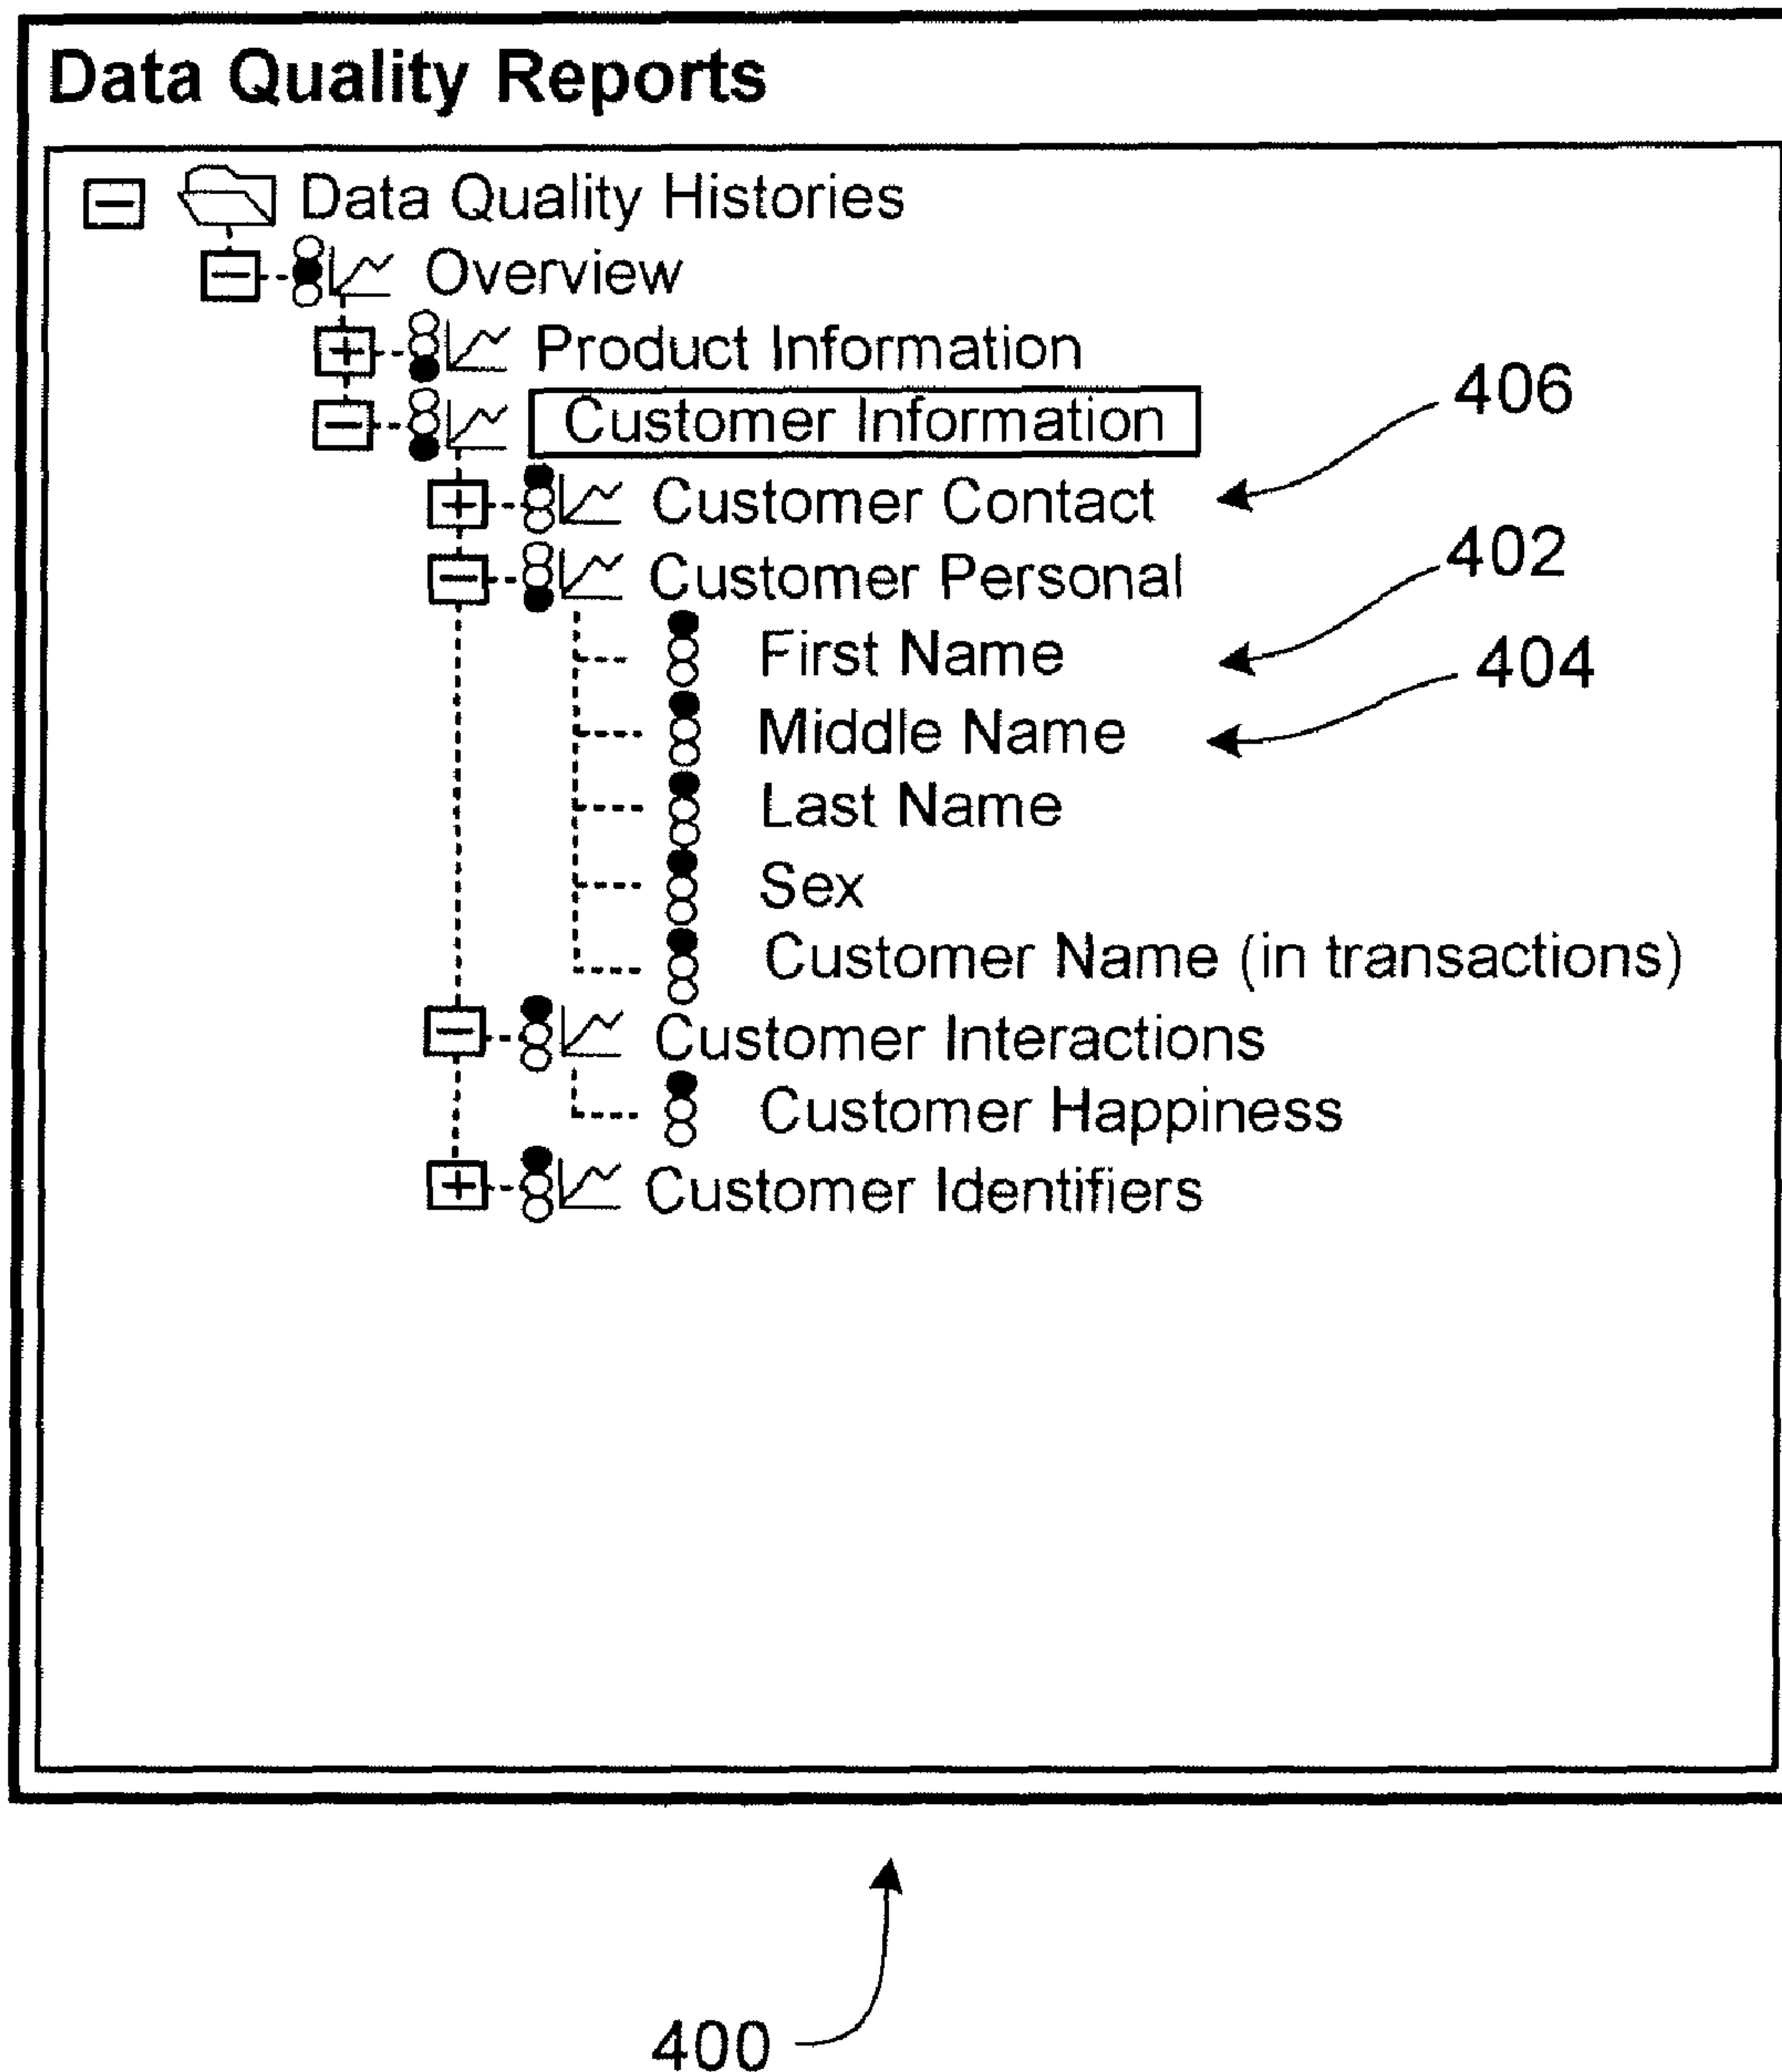 Data Quality Reports
Data Quality Histories
Overview
Product Information
Customer Information
406
Customer Contact
402
Customer Personal
First Name
404
Middle Name
Last Name
Sex
Customer Name (in transactions)
Customer Interactions
Customer Happiness
Customer Identifiers
400